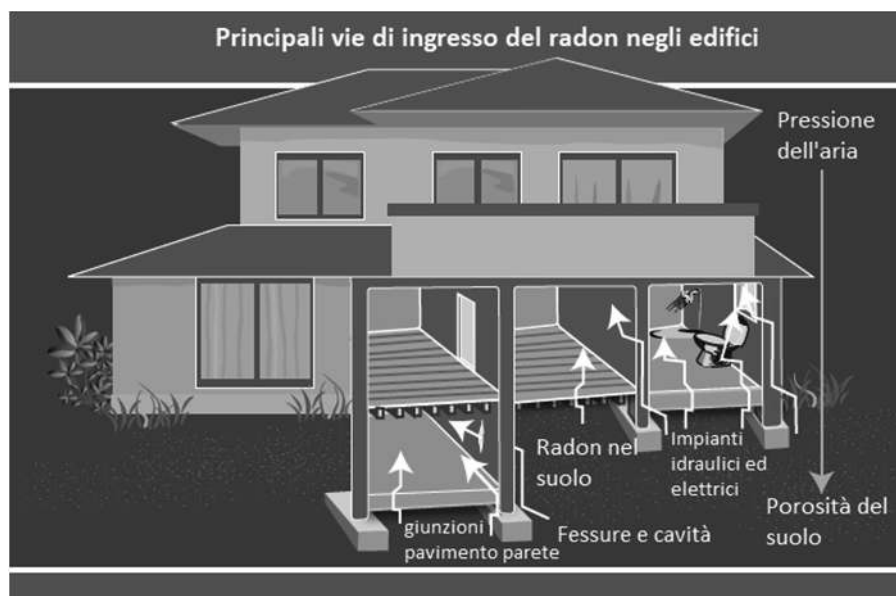 Principali vie di ingresso del radon negli edifici
Pressione
dell'aria
Radon nel
suolo
Impianti
idraulici ed
elettrici
giunzioni
pavimento parete
Fessure e cavità
Porosità del
suolo